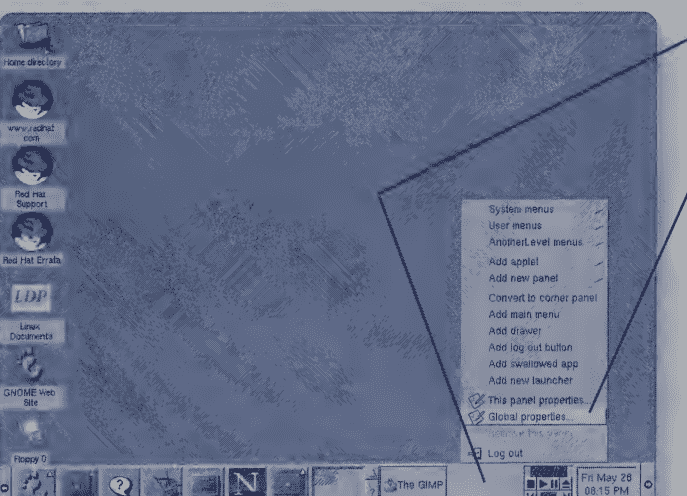 Home directory
www.redhat.
com
Red Hat
Support
Red Hat Errata
LDP
Linux
Documents
GNOME Web
Site
Floppy 0
System menus
User menus
AnotherLevel menus
Add applet
Add new panel
Convert to corner panel
Add main menu
Add drawer
Add log out button
Add swallowed app
Add new launcher
This panel properties...
Global properties...
Log out
?
N
The GIMP
Fri May 26
08:15 PM